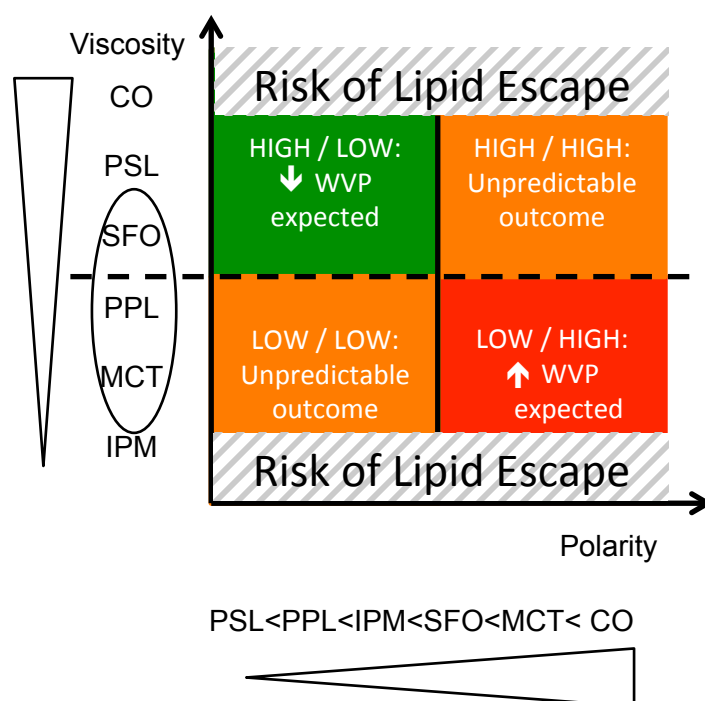 Viscosity
CO
PSL
SFO
PPL
MCT
IPM
Risk of Lipid Escape
HIGH / LOW:
↓ WVP
expected
HIGH / HIGH:
Unpredictable
outcome
LOW / LOW:
Unpredictable
outcome
LOW / HIGH:
↑ WVP
expected
Risk of Lipid Escape
Polarity
PSL<PPL<IPM<SFO<MCT< CO